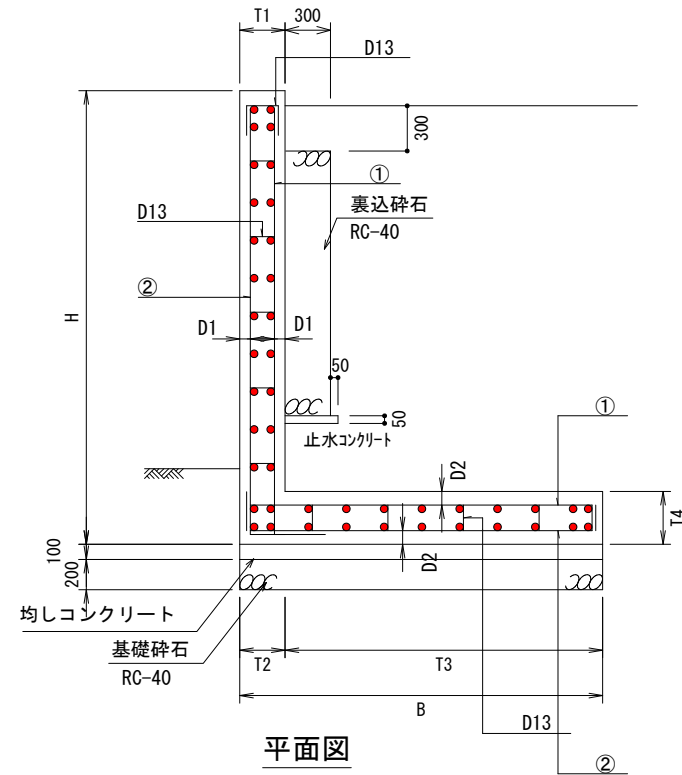 T1
300
D13
300
①
裏込砕石
RC-40
D13
②
H
D1
D1
50
①
50
止水コンクリート
D2
T4
100
D2
200
均しコンクリート
基礎砕石
RC-40
T2
T3
B
D13
平面図
②